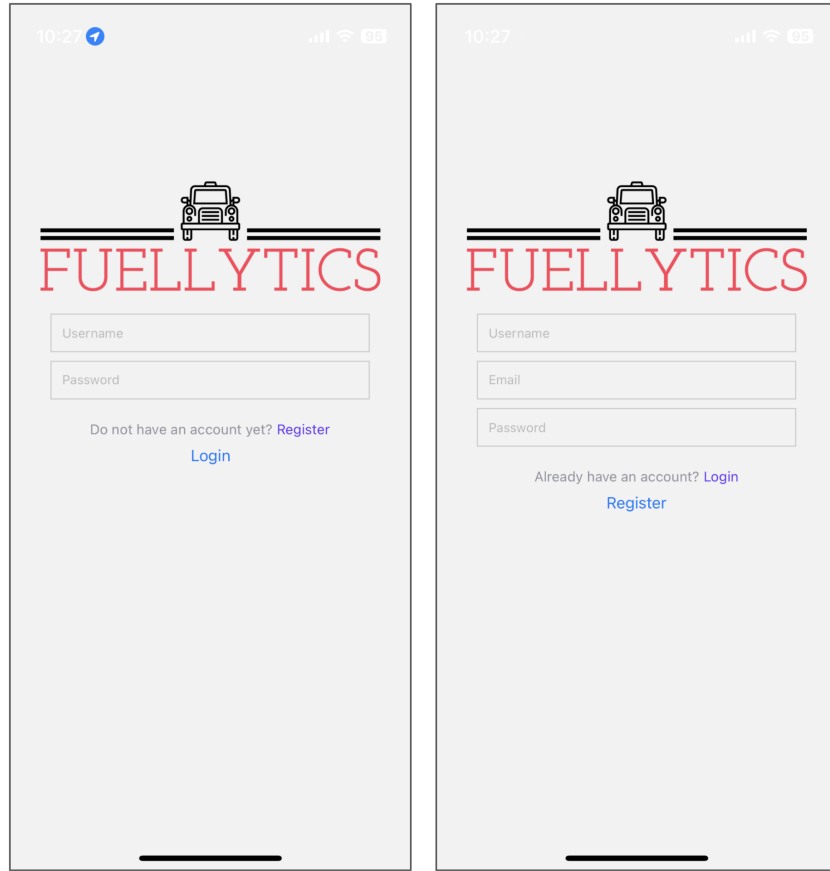 10:27
95
FUELLYTICS
Username
Password
Do not have an account yet? Register
Login
10:27
95
FUELLYTICS
Username
Email
Password
Already have an account? Login
Register